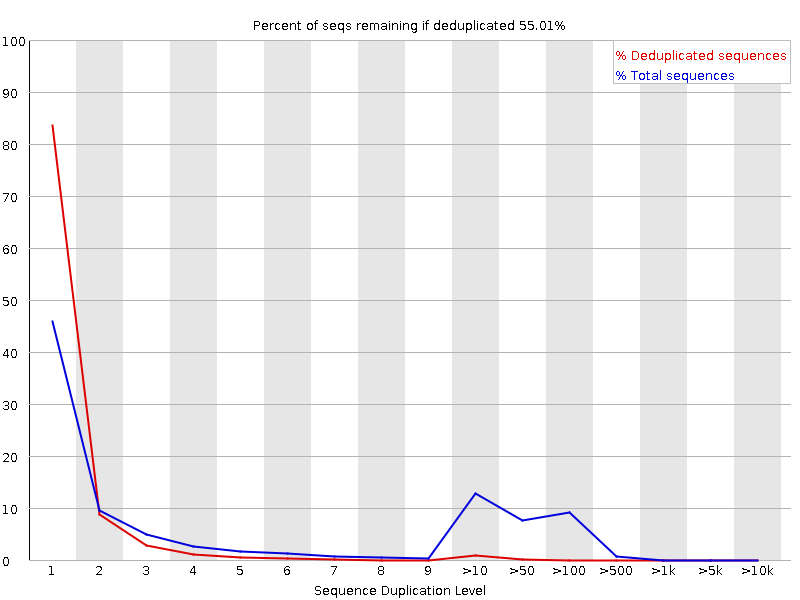 Percent of seqs remaining if deduplicated 55.01%
% Deduplicated sequences
% Total sequences
100
90
80
70
60
50
40
30
20
10
0
1 2 3 4 5 6 7 8 9 >10 >50 >100 >500 >1k >5k >10k
Sequence Duplication Level